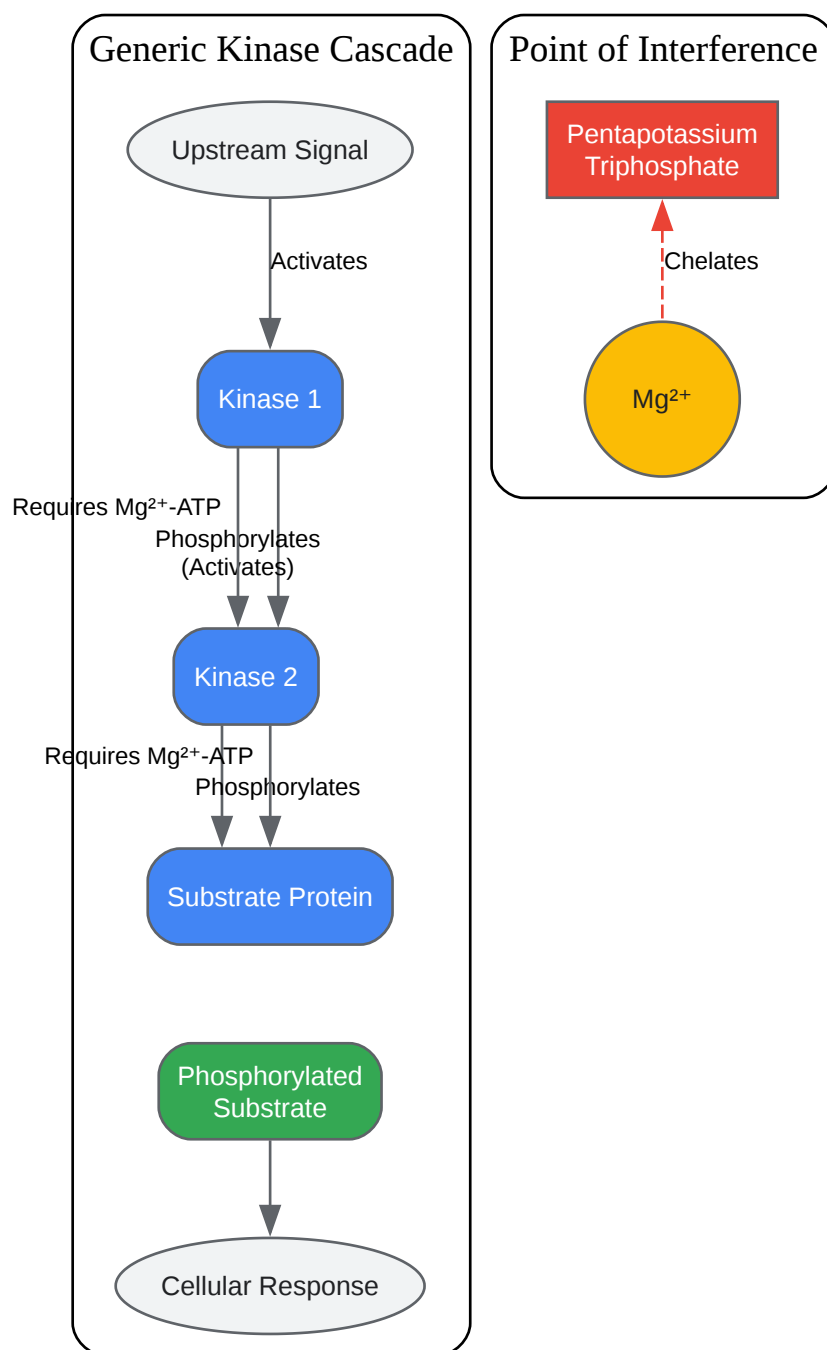 Generic Kinase Cascade
Upstream Signal
Activates
Kinase 1
Requires Mg²⁺-ATP
Phosphorylates
(Activates)
Kinase 2
Requires Mg²⁺-ATP
Phosphorylates
Substrate Protein
Phosphorylated
Substrate
Cellular Response
Point of Interference
Pentapotassium
Triphosphate
Chelates
Mg²⁺